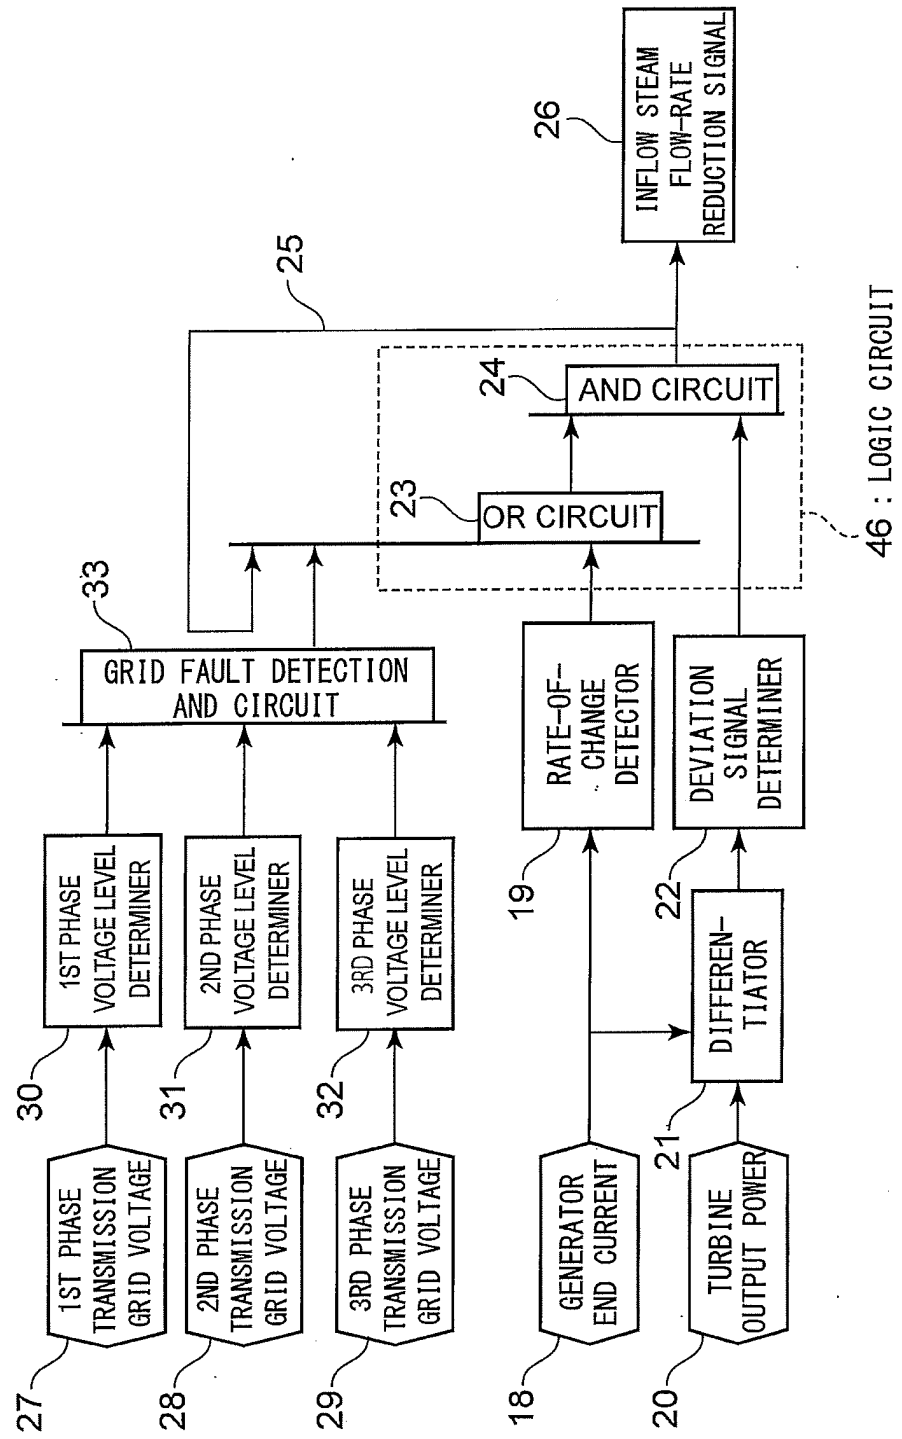 27
1ST PHASE
TRANSMISSION
GRID VOLTAGE
30
1ST PHASE
VOLTAGE LEVEL
DETERMINER
28
2ND PHASE
TRANSMISSION
GRID VOLTAGE
31
2ND PHASE
VOLTAGE LEVEL
DETERMINER
29
3RD PHASE
TRANSMISSION
GRID VOLTAGE
32
3RD PHASE
VOLTAGE LEVEL
DETERMINER
33
GRID FAULT DETECTION
AND CIRCUIT
25
18
GENERATOR
END CURRENT
19
RATE-OF-
CHANGE
DETECTOR
23
OR CIRCUIT
24
AND CIRCUIT
26
INFLOW STEAM
FLOW-RATE
REDUCTION SIGNAL
20
TURBINE
OUTPUT POWER
21
DIFFEREN-
TIATOR
22
DEVIATION
SIGNAL
DETERMINER
46 : LOGIC CIRCUIT